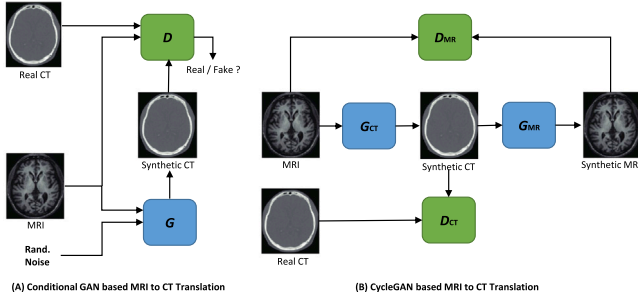 Real CT
D
Real / Fake ?
Synthetic CT
MRI
G
Rand.
Noise
(A) Conditional GAN based MRI to CT Translation
DMR
GCT
GMR
MRI
Synthetic CT
Synthetic MR
DCT
Real CT
(B) CycleGAN based MRI to CT Translation